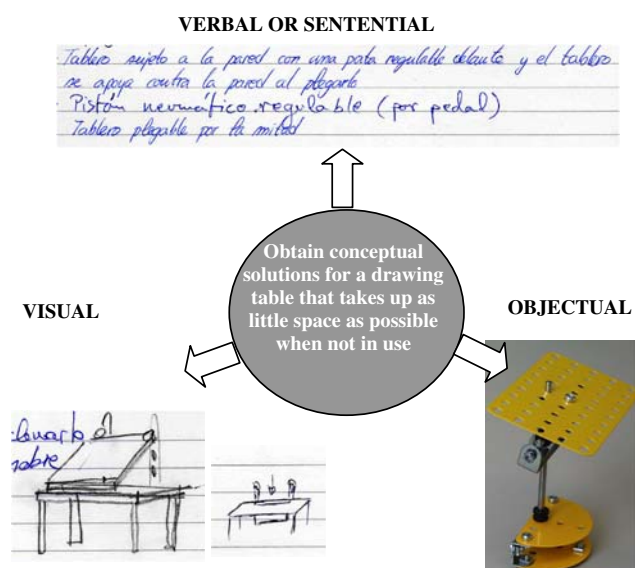 VERBAL OR SENTENTIAL
· Tablero sujeto a la pared con una pata regulable delante y el tablero
se apoya contra la pared al plegarlo
· Pistón neumático regulable (por pedal)
Tablero plegable por la mitad
Obtain conceptual
solutions for a drawing
table that takes up as
little space as possible
when not in use
VISUAL
OBJECTUAL